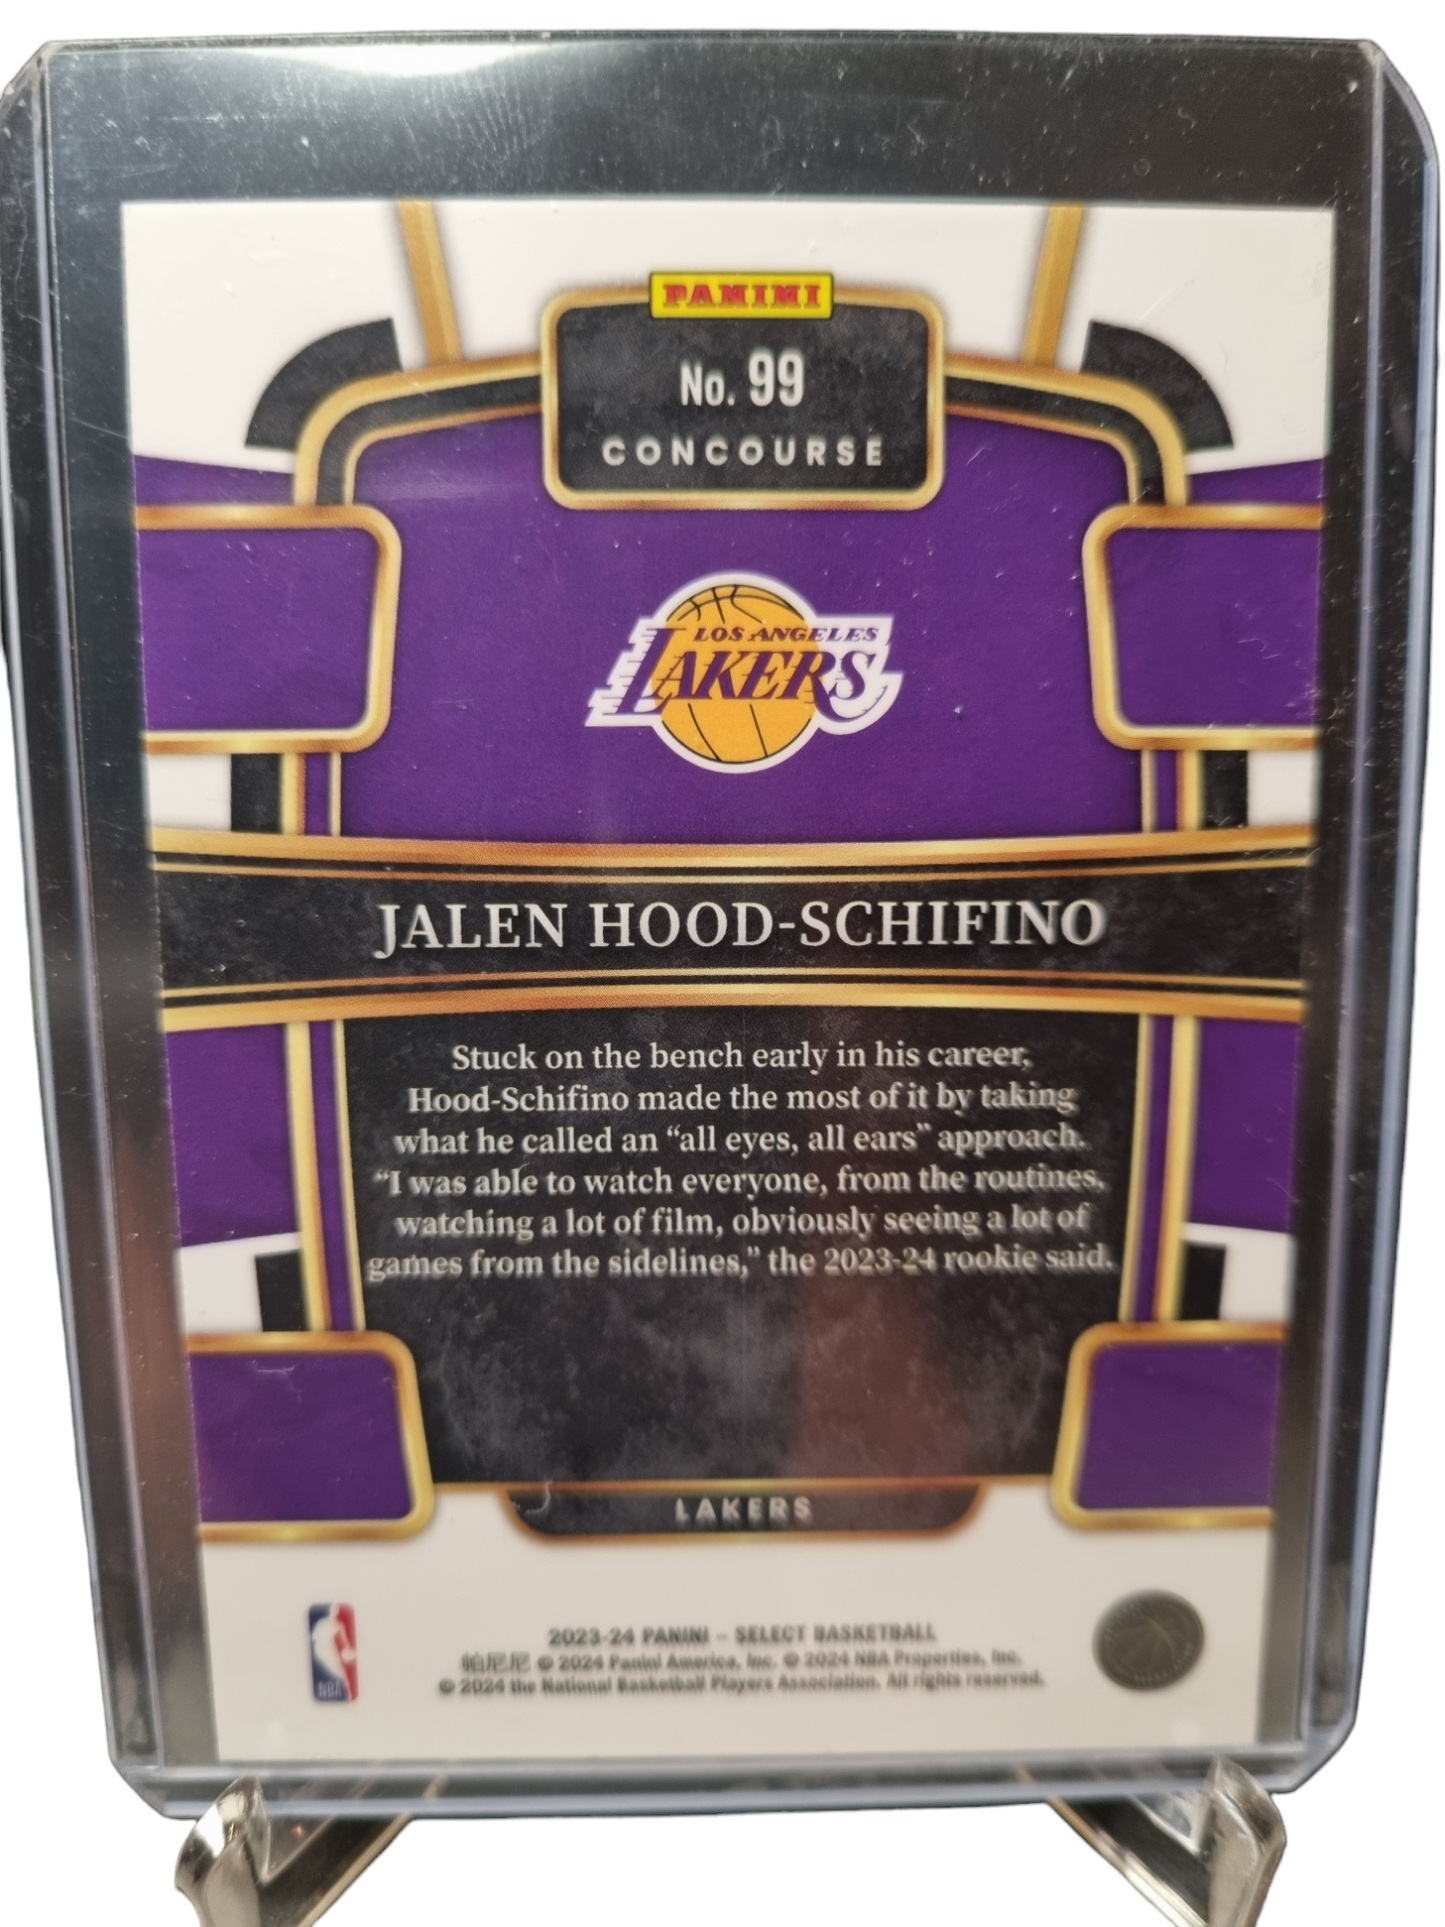 PANINI
No. 99
CONCOURSE
LOS ANGELES
LAKERS
JALEN HOOD-SCHIFINO
Stuck on the bench early in his career,
Hood-Schifino made the most of it by taking
what he called an “all eyes, all ears” approach.
“I was able to watch everyone, from the routines,
watching a lot of film, obviously seeing a lot of
games from the sidelines,” the 2023-24 rookie said.
LAKERS
NBA
2023-24 PANINI – SELECT BASKETBALL
帕尼尼 © 2024 Panini America, Inc. © 2024 NBA Properties, Inc.
© 2024 the National Basketball Players Association. All rights reserved.